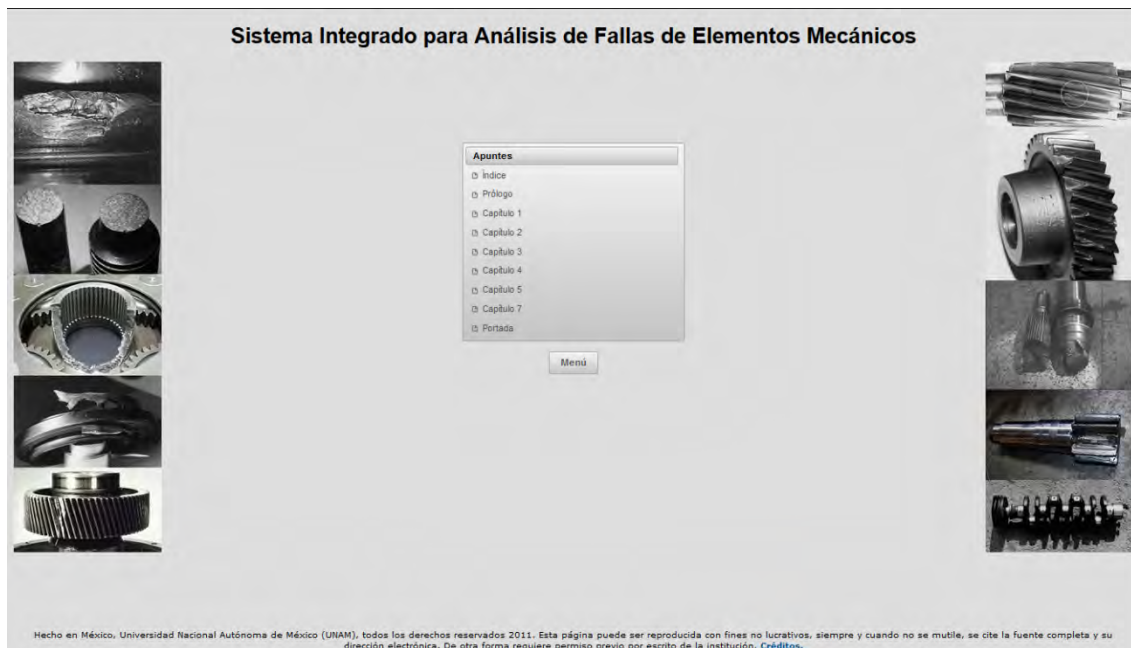 Sistema Integrado para Análisis de Fallas de Elementos Mecánicos
Apuntes
Índice
Prólogo
Capítulo 1
Capítulo 2
Capítulo 3
Capítulo 4
Capítulo 5
Capítulo 7
Portada
Menú
Hecho en México, Universidad Nacional Autónoma de México (UNAM), todos los derechos reservados 2011. Esta página puede ser reproducida con fines no lucrativos, siempre y cuando no se mutile, se cite la fuente completa y su
dirección electrónica. De otra forma requiere permiso previo por escrito de la institución. Créditos.